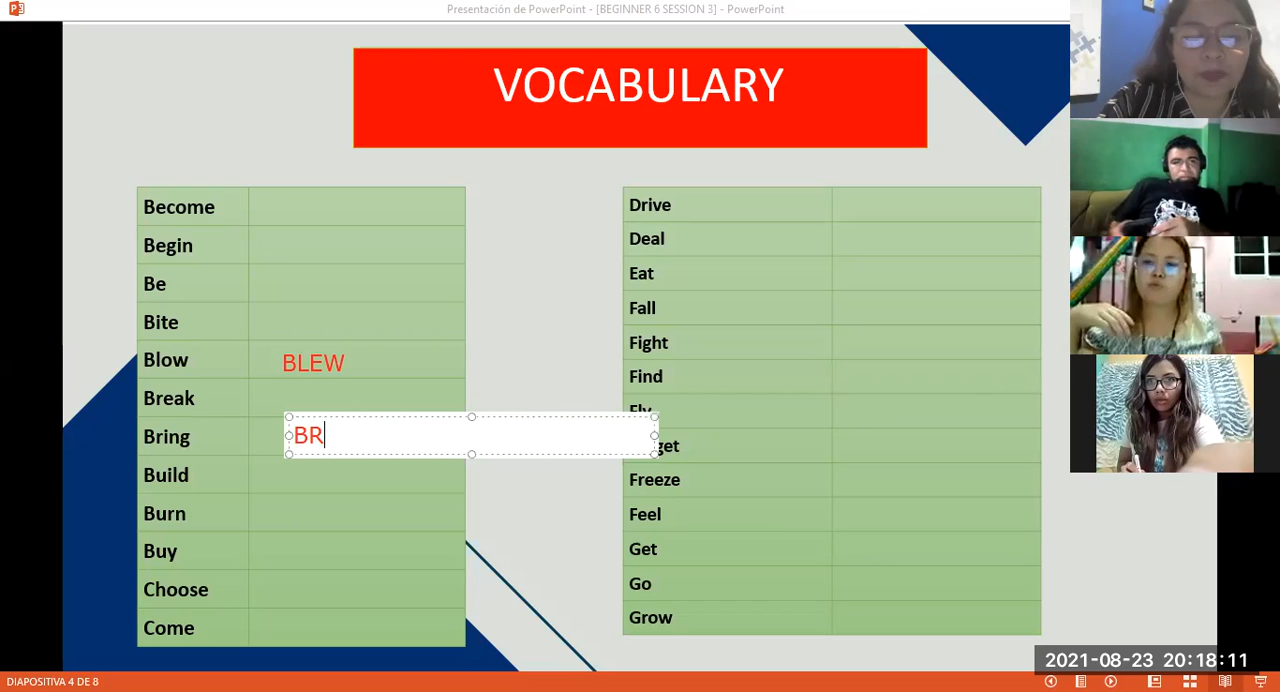 Presentación de PowerPoint - [BEGINNER 6 SESSION 3] - PowerPoint
VOCABULARY
Become
Begin
Be
Bite
Blow BLEW
Break
Bring BR
Build
Burn
Buy
Choose
Come
Drive
Deal
Eat
Fall
Fight
Find
Fly
get
Freeze
Feel
Get
Go
Grow
2021-08-23 20:18:11
DIAPOSITIVA 4 DE 8